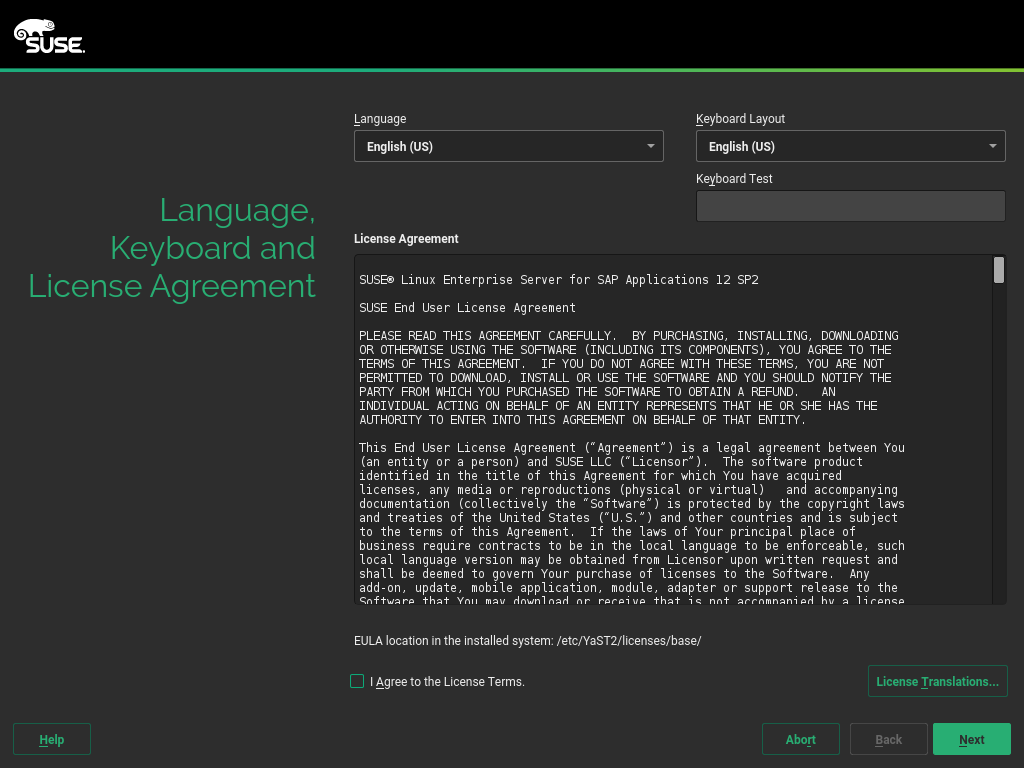 SUSE.
Language
Keyboard Layout
English (US)
English (US)
Keyboard Test
Language,
Keyboard and
License Agreement
License Agreement
SUSE® Linux Enterprise Server for SAP Applications 12 SP2
SUSE End User License Agreement
PLEASE READ THIS AGREEMENT CAREFULLY.  BY PURCHASING, INSTALLING, DOWNLOADING
OR OTHERWISE USING THE SOFTWARE (INCLUDING ITS COMPONENTS), YOU AGREE TO THE
TERMS OF THIS AGREEMENT.  IF YOU DO NOT AGREE WITH THESE TERMS, YOU ARE NOT
PERMITTED TO DOWNLOAD, INSTALL OR USE THE SOFTWARE AND YOU SHOULD NOTIFY THE
PARTY FROM WHICH YOU PURCHASED THE SOFTWARE TO OBTAIN A REFUND.   AN
INDIVIDUAL ACTING ON BEHALF OF AN ENTITY REPRESENTS THAT HE OR SHE HAS THE
AUTHORITY TO ENTER INTO THIS AGREEMENT ON BEHALF OF THAT ENTITY.
This End User License Agreement (“Agreement”) is a legal agreement between You
(an entity or a person) and SUSE LLC (“Licensor”).  The software product
identified in the title of this Agreement for which You have acquired
licenses, any media or reproductions (physical or virtual)   and accompanying
documentation (collectively the “Software”) is protected by the copyright laws
and treaties of the United States (“U.S.”) and other countries and is subject
to the terms of this Agreement.  If the laws of Your principal place of
business require contracts to be in the local language to be enforceable, such
local language version may be obtained from Licensor upon written request and
shall be deemed to govern Your purchase of licenses to the Software.  Any
add-on, update, mobile application, module, adapter or support release to the
Software that You may download or receive that is not accompanied by a license
EULA location in the installed system: /etc/YaST2/licenses/base/
I Agree to the License Terms.
License Translations...
Help
Abort
Back
Next